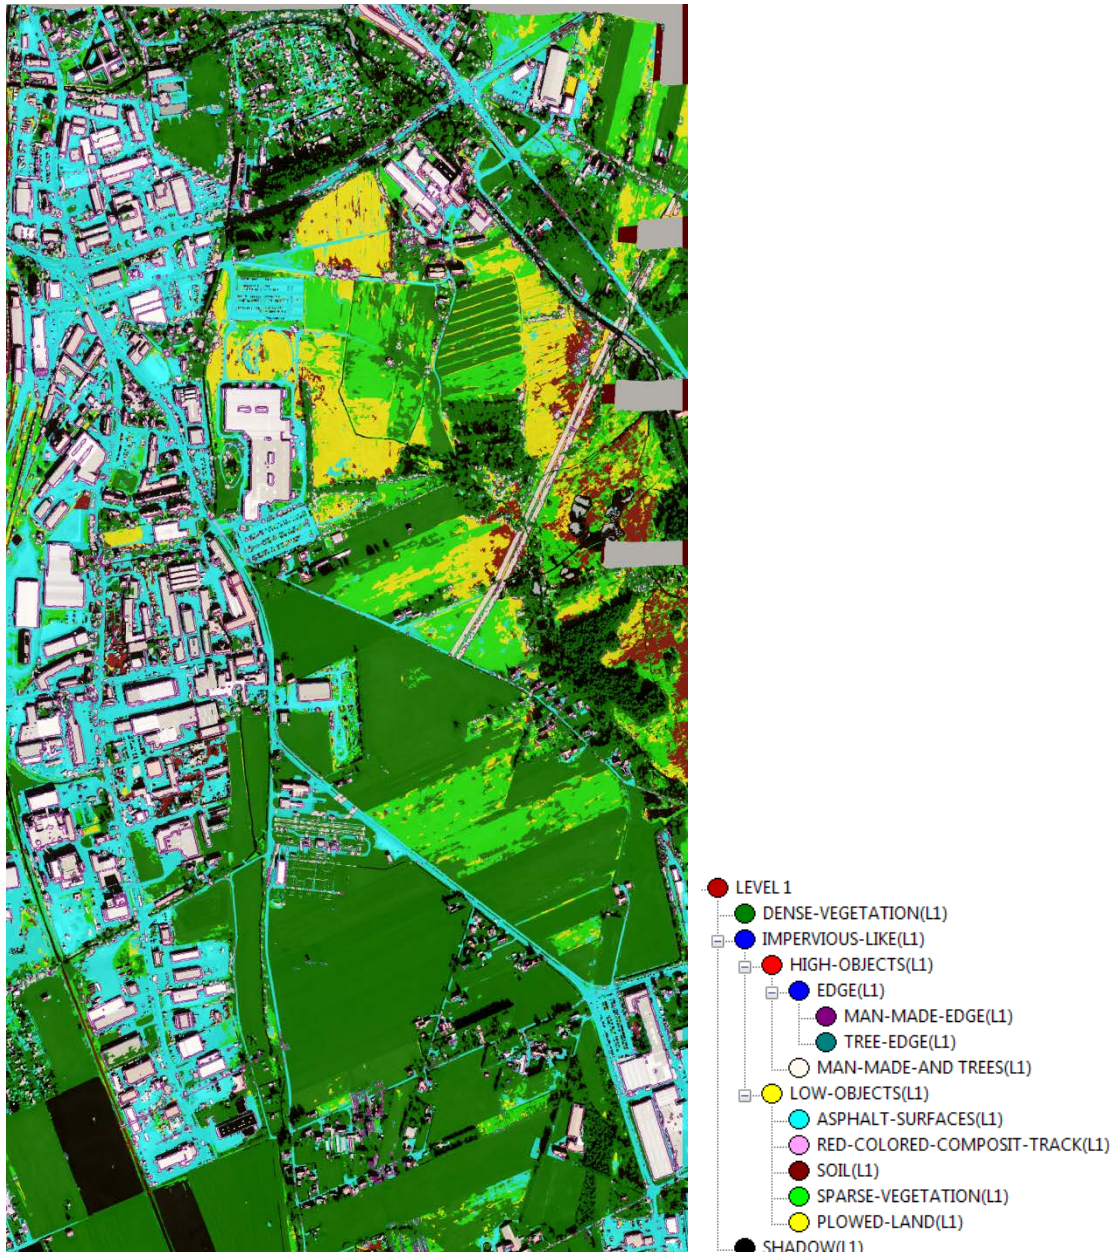 LEVEL 1
DENSE-VEGETATION(L1)
IMPERVIOUS-LIKE(L1)
HIGH-OBJECTS(L1)
EDGE(L1)
MAN-MADE-EDGE(L1)
TREE-EDGE(L1)
MAN-MADE-AND TREES(L1)
LOW-OBJECTS(L1)
ASPHALT-SURFACES(L1)
RED-COLORED-COMPOSIT-TRACK(L1)
SOIL(L1)
SPARSE-VEGETATION(L1)
PLOWED-LAND(L1)
SHADOW(L1)